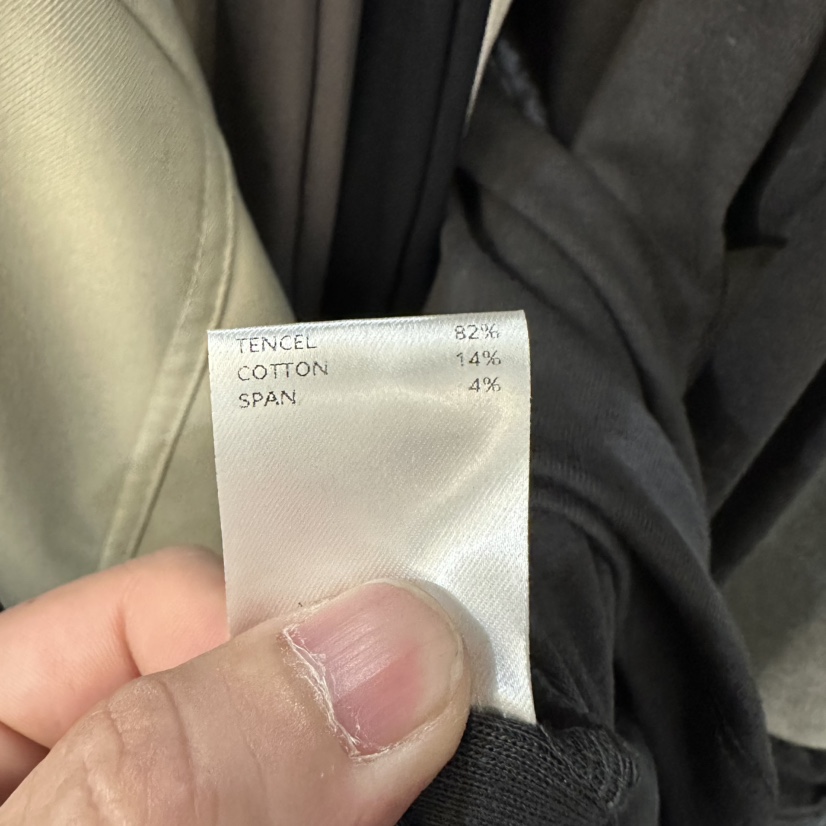 TENCEL 82%
COTTON 14%
SPAN 4%